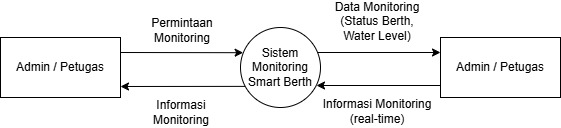 Permintaan
Monitoring
Data Monitoring
(Status Berth,
Water Level)
Admin / Petugas
Sistem
Monitoring
Smart Berth
Admin / Petugas
Informasi
Monitoring
Informasi Monitoring
(real-time)